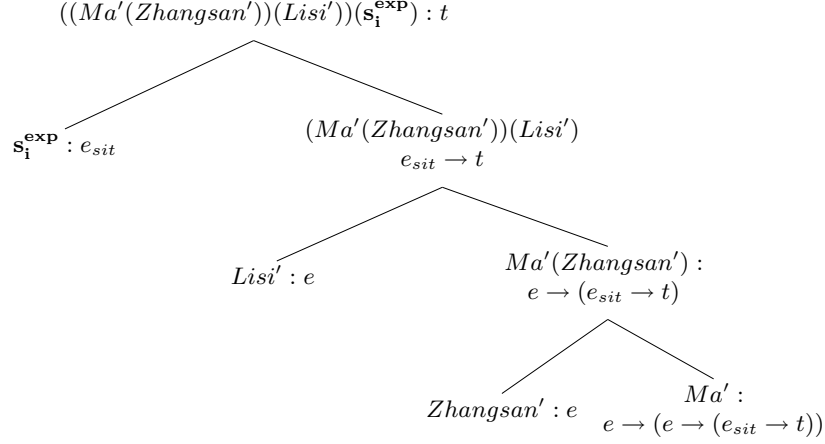 ((Ma′(Zhangsan′))(Lisi′))(s_i^exp) : t
s_i^exp : e_sit
(Ma′(Zhangsan′))(Lisi′)
e_sit → t
Lisi′ : e
Ma′(Zhangsan′) :
e → (e_sit → t)
Zhangsan′ : e
Ma′ :
e → (e → (e_sit → t))